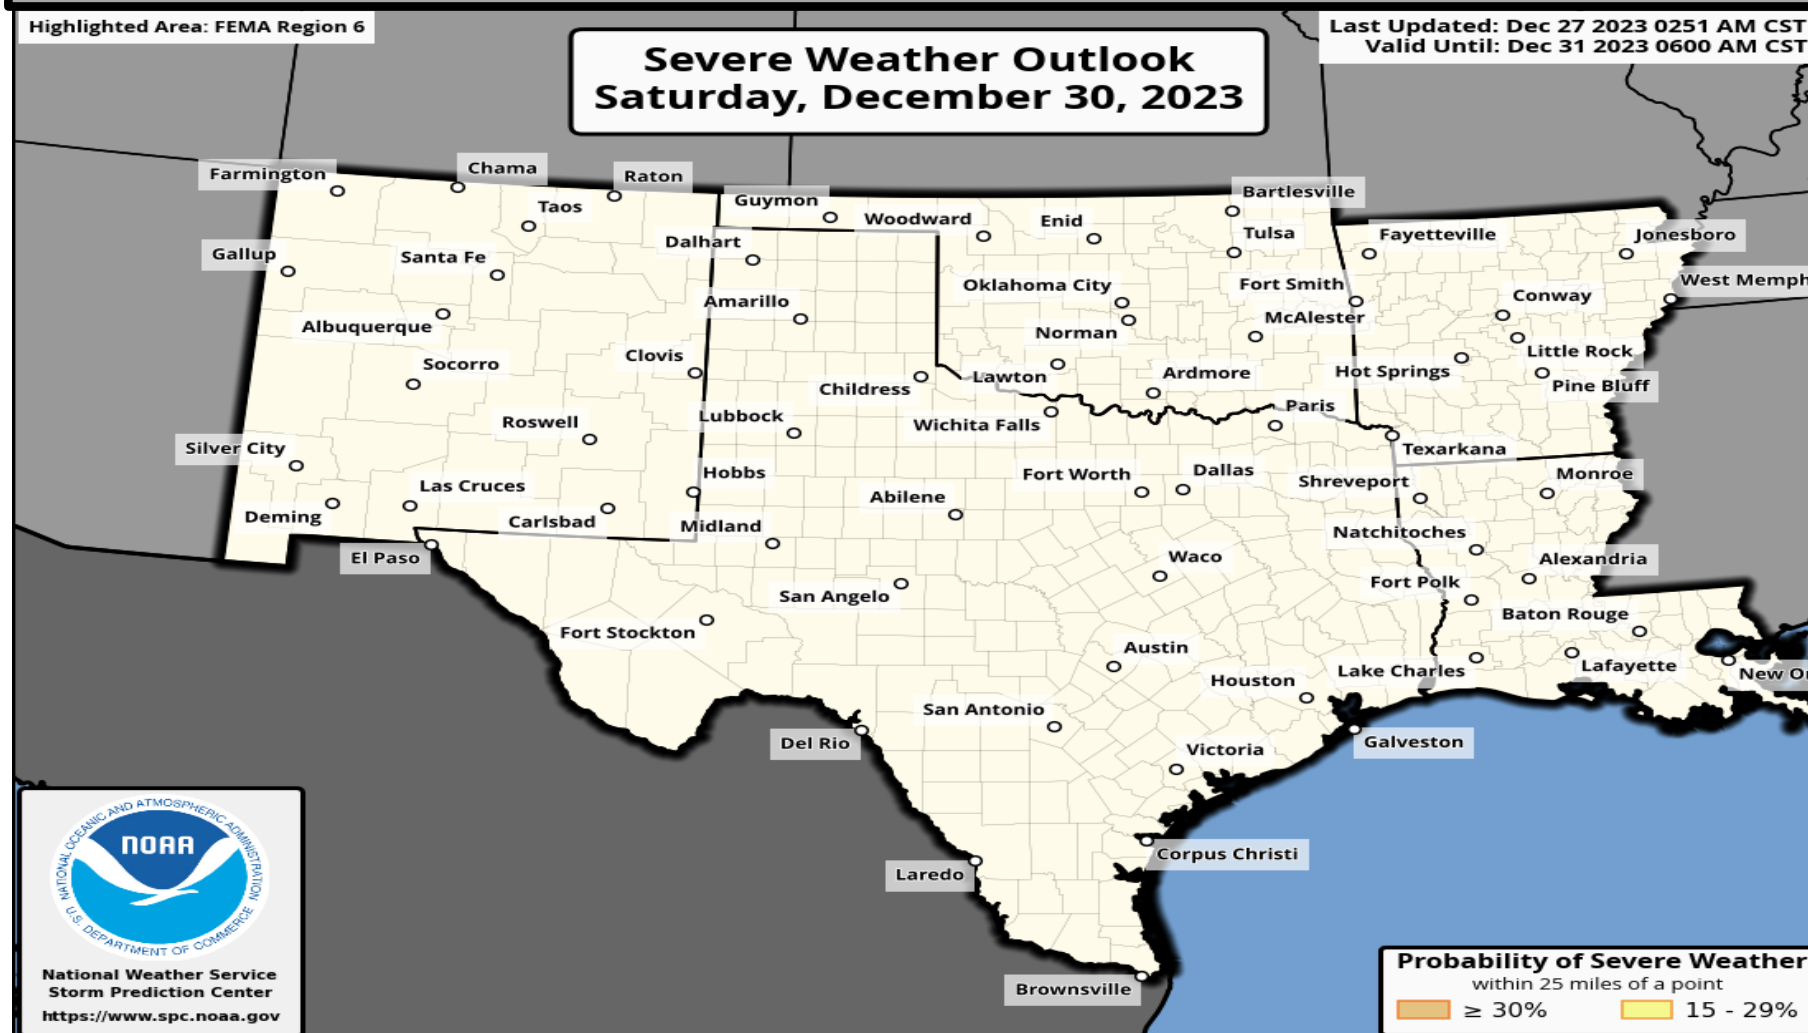 Highlighted Area: FEMA Region 6
Severe Weather Outlook
Saturday, December 30, 2023
Last Updated: Dec 27 2023 0251 AM CST
Valid Until: Dec 31 2023 0600 AM CST
Farmington
Chama
Raton
Taos
Guymon
Woodward
Enid
Bartlesville
Tulsa
Fayetteville
Jonesboro
Gallup
Santa Fe
Dalhart
Oklahoma City
Fort Smith
Conway
West Memph
Albuquerque
Amarillo
Norman
McAlester
Little Rock
Socorro
Clovis
Childress
Lawton
Ardmore
Hot Springs
Pine Bluff
Roswell
Lubbock
Wichita Falls
Paris
Texarkana
Silver City
Las Cruces
Hobbs
Abilene
Fort Worth
Dallas
Shreveport
Monroe
Deming
Carlsbad
Midland
Natchitoches
El Paso
Waco
Alexandria
San Angelo
Fort Polk
Fort Stockton
Austin
Baton Rouge
Houston
Lake Charles
Lafayette
New Or
San Antonio
Del Rio
Victoria
Galveston
Corpus Christi
Laredo
Brownsville
NATIONAL OCEANIC AND ATMOSPHERIC ADMINISTRATION
NOAA
U.S. DEPARTMENT OF COMMERCE
National Weather Service
Storm Prediction Center
https://www.spc.noaa.gov
Probability of Severe Weather
within 25 miles of a point
≥ 30%
15 - 29%